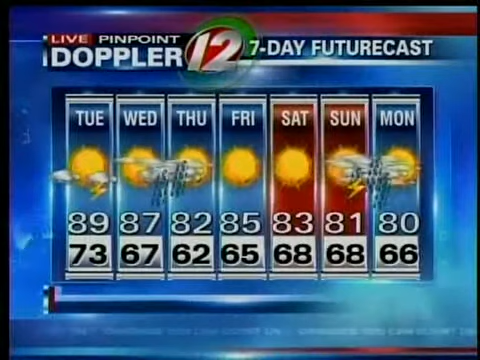 LIVE PINPOINT
DOPPLER 12 7-DAY FUTURECAST
TUE WED THU FRI SAT SUN MON
89 87 82 85 83 81 80
73 67 62 65 68 68 66